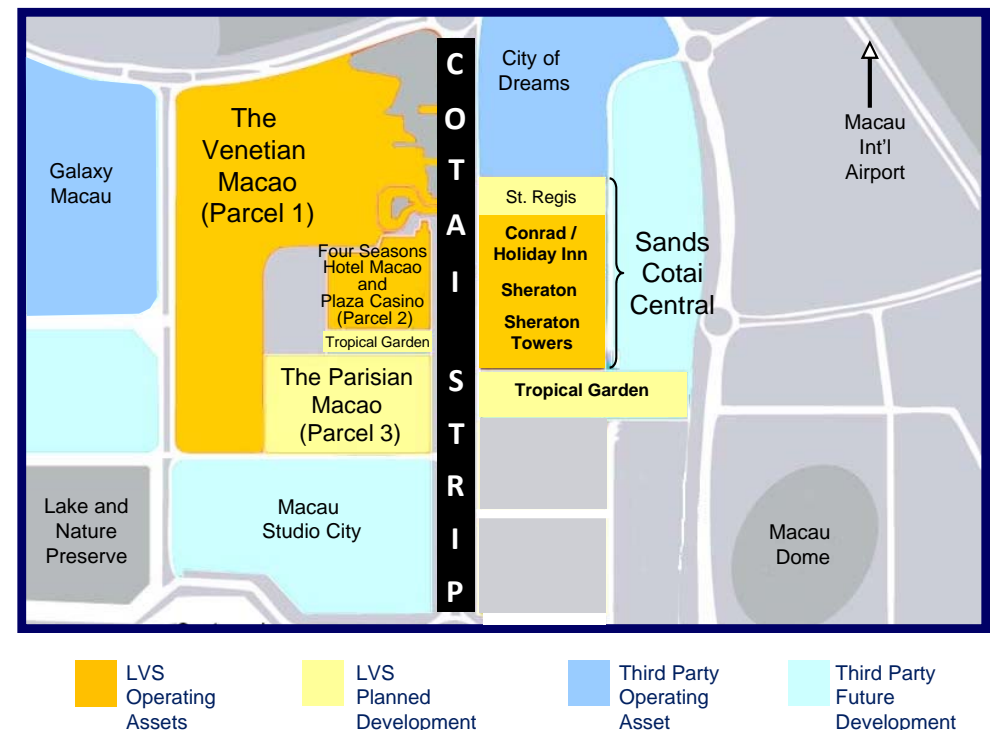 City of
Dreams
Macau
Int'l
Airport
The
Venetian
Macao
(Parcel 1)
Galaxy
Macau
COTAI STRIP
St. Regis
Conrad /
Holiday Inn
Sheraton
Sheraton
Towers
Sands
Cotai
Central
Four Seasons
Hotel Macao
and
Plaza Casino
(Parcel 2)
Tropical Garden
The Parisian
Macao
(Parcel 3)
Tropical Garden
Lake and
Nature
Preserve
Macau
Studio City
Macau
Dome
LVS
Operating
Assets
LVS
Planned
Development
Third Party
Operating
Asset
Third Party
Future
Development